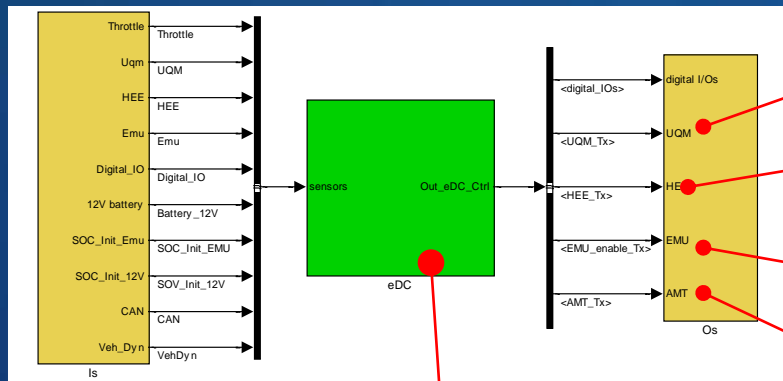 Throttle
Throttle
Uqm
UQM
HEE
HEE
Emu
Emu
Digital_IO
Digital_IO
12V battery
Battery_12V
SOC_Init_Emu
SOC_Init_EMU
SOC_Init_12V
SOV_Init_12V
CAN
CAN
Veh_Dyn
VehDyn
Is
sensors
Out_eDC_Ctrl
eDC
<digital_IOs>
<UQM_Tx>
<HEE_Tx>
<EMU_enable_Tx>
<AMT_Tx>
digital I/Os
UQM
EMU
AMT
Os